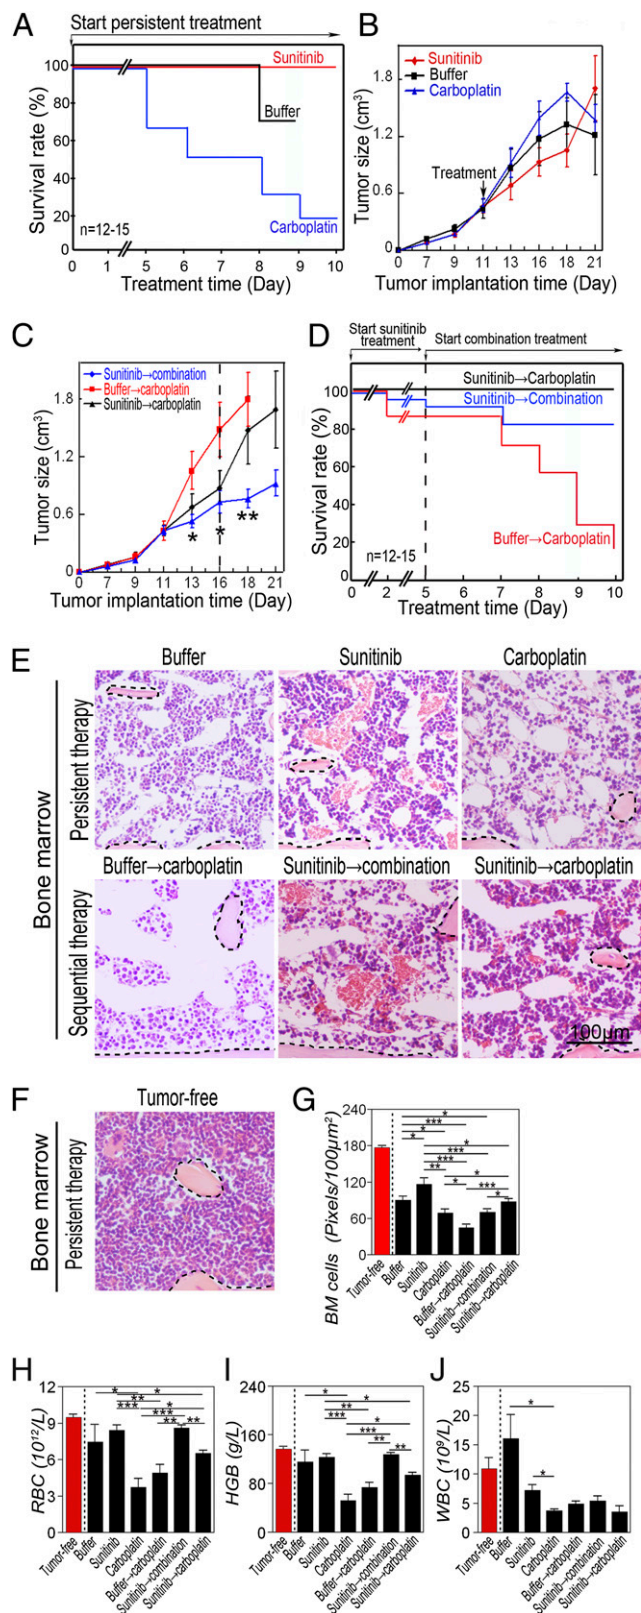 A
Start persistent treatment
Sunitinib
Buffer
Carboplatin
n=12-15
Survival rate (%)
100
80
60
40
20
0
0 1 5 6 7 8 9 10
Treatment time (Day)
B
Sunitinib
Buffer
Carboplatin
Treatment
Tumor size (cm³)
1.8
1.2
0.6
0
0 7 9 11 13 16 18 21
Tumor implantation time (Day)
C
Sunitinib→combination
Buffer→carboplatin
Sunitinib→carboplatin
Tumor size (cm³)
1.8
1.2
0.6
0
* * **
0 7 9 11 13 16 18 21
Tumor implantation time (Day)
D
Start sunitinib treatment
Start combination treatment
Sunitinib→Carboplatin
Sunitinib→Combination
Buffer→Carboplatin
n=12-15
Survival rate (%)
100
80
60
40
20
0
0 2 5 6 7 8 9 10
Treatment time (Day)
E
Buffer Sunitinib Carboplatin
Bone marrow
Persistent therapy
Buffer→carboplatin Sunitinib→combination Sunitinib→carboplatin
Sequential therapy
100μm
F
Tumor-free
Bone marrow
Persistent therapy
G
BM cells (Pixels/100μm²)
240
180
120
60
0
*
***
*
*
*
***
***
**
*
*
***
*
Tumor-free
Buffer
Sunitinib
Carboplatin
Buffer→carboplatin
Sunitinib→combination
Sunitinib→carboplatin
H
RBC (10¹²/L)
12
9
6
3
0
*
**
***
*
**
**
Tumor-free
Buffer
Sunitinib
Carboplatin
Buffer→carboplatin
Sunitinib→combination
Sunitinib→carboplatin
I
HGB (g/L)
240
160
80
0
*
*
**
***
*
***
**
**
Tumor-free
Buffer
Sunitinib
Carboplatin
Buffer→carboplatin
Sunitinib→combination
Sunitinib→carboplatin
J
WBC (10⁹/L)
25
20
15
10
5
0
*
*
Tumor-free
Buffer
Sunitinib
Carboplatin
Buffer→carboplatin
Sunitinib→combination
Sunitinib→carboplatin